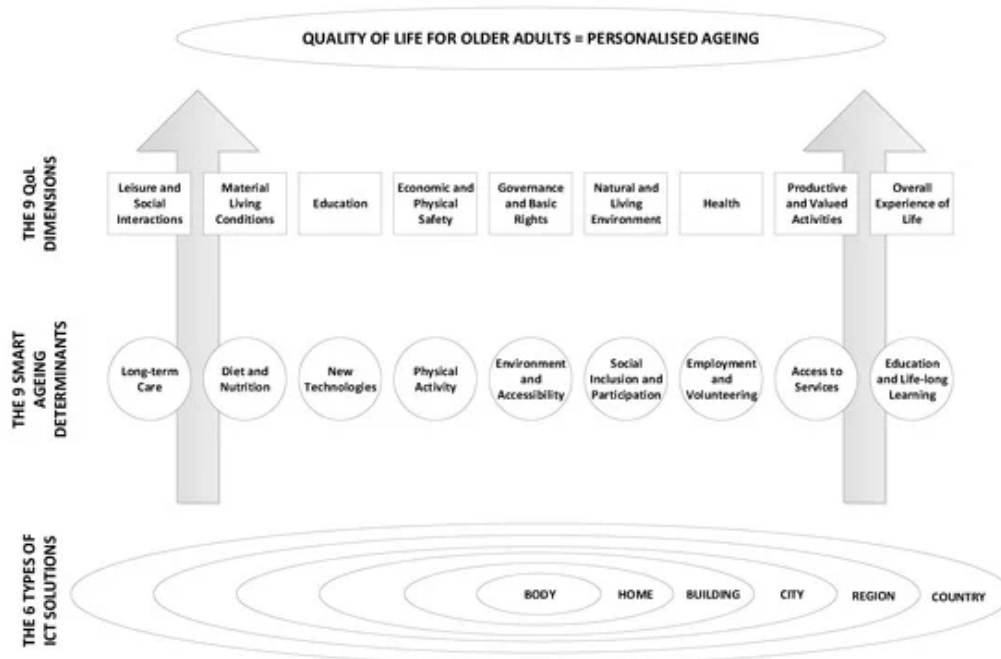 QUALITY OF LIFE FOR OLDER ADULTS = PERSONALISED AGEING
THE 9 QoL
DIMENSIONS
Leisure and
Social
Interactions
Material
Living
Conditions
Education
Economic and
Physical
Safety
Governance
and Basic
Rights
Natural and
Living
Environment
Health
Productive
and Valued
Activities
Overall
Experience of
Life
THE 9 SMART
AGEING
DETERMINANTS
Long-term
Care
Diet and
Nutrition
New
Technologies
Physical
Activity
Environment
and
Accessibility
Social
Inclusion and
Participation
Employment
and
Volunteering
Access to
Services
Education
and Life-long
Learning
THE 6 TYPES OF
ICT SOLUTIONS
BODY
HOME
BUILDING
CITY
REGION
COUNTRY